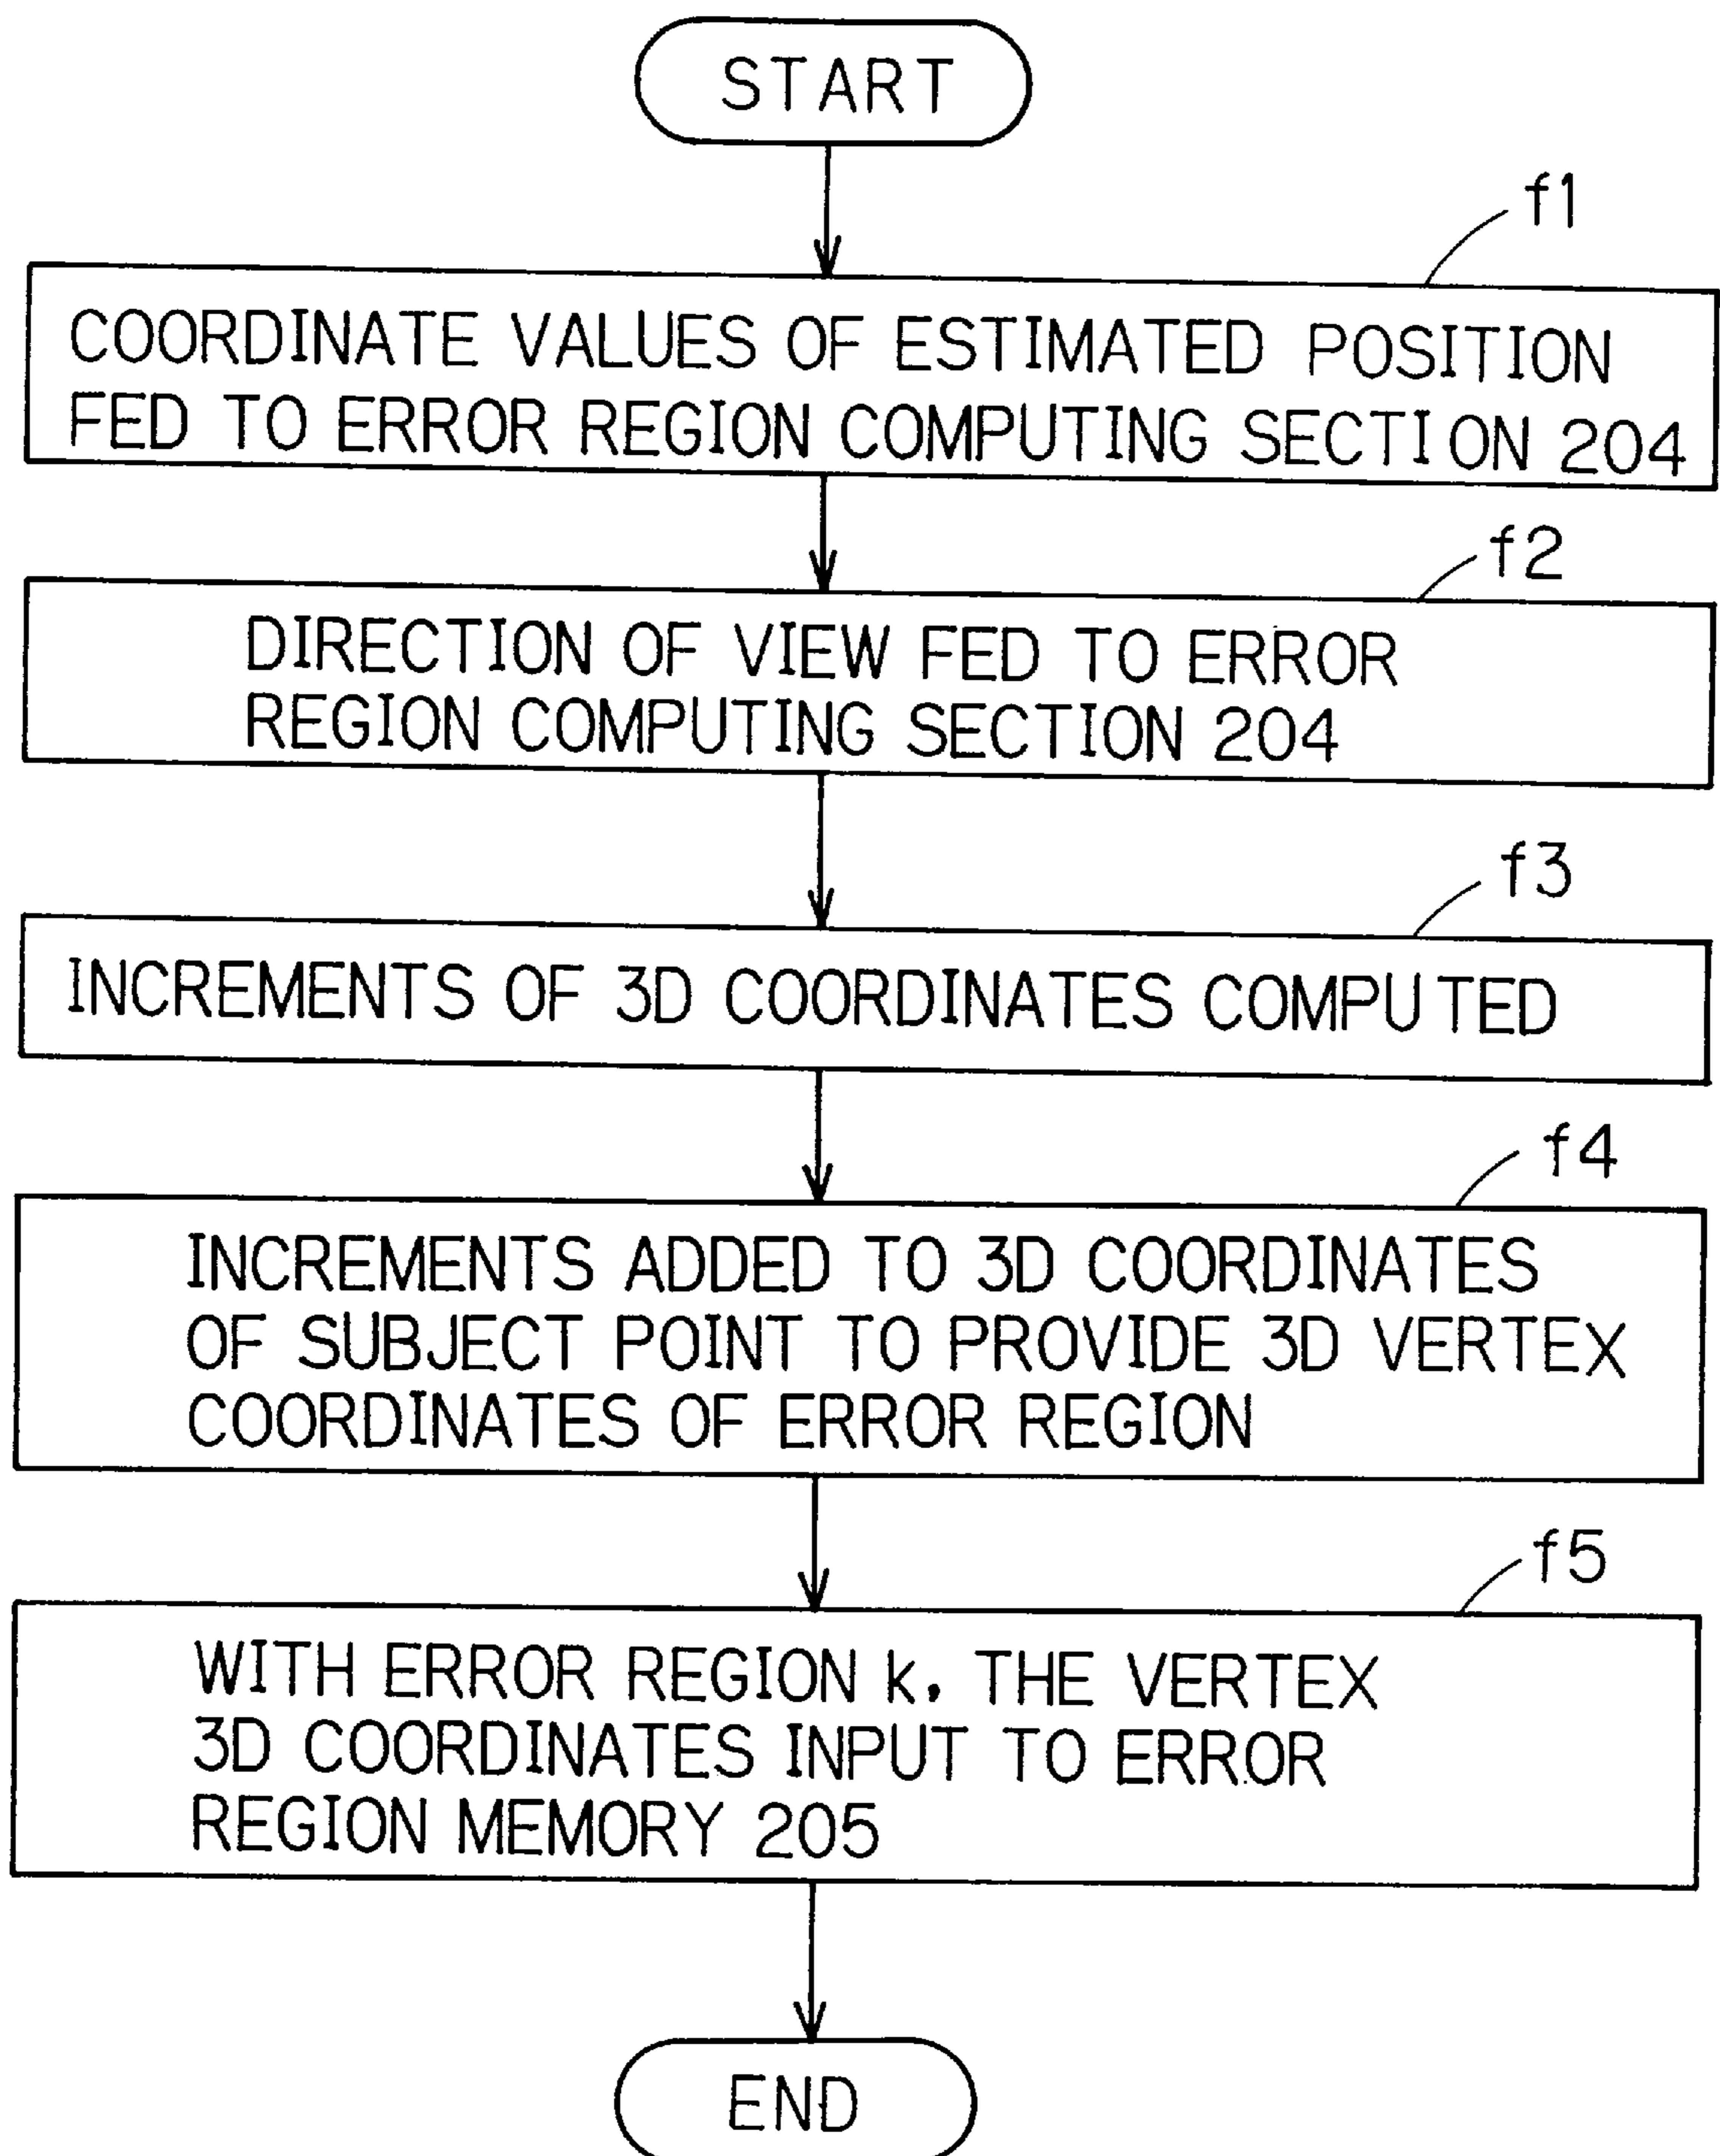 START
f1
COORDINATE VALUES OF ESTIMATED POSITION
FED TO ERROR REGION COMPUTING SECTION 204
f2
DIRECTION OF VIEW FED TO ERROR
REGION COMPUTING SECTION 204
f3
INCREMENTS OF 3D COORDINATES COMPUTED
f4
INCREMENTS ADDED TO 3D COORDINATES
OF SUBJECT POINT TO PROVIDE 3D VERTEX
COORDINATES OF ERROR REGION
f5
WITH ERROR REGION k, THE VERTEX
3D COORDINATES INPUT TO ERROR
REGION MEMORY 205
END